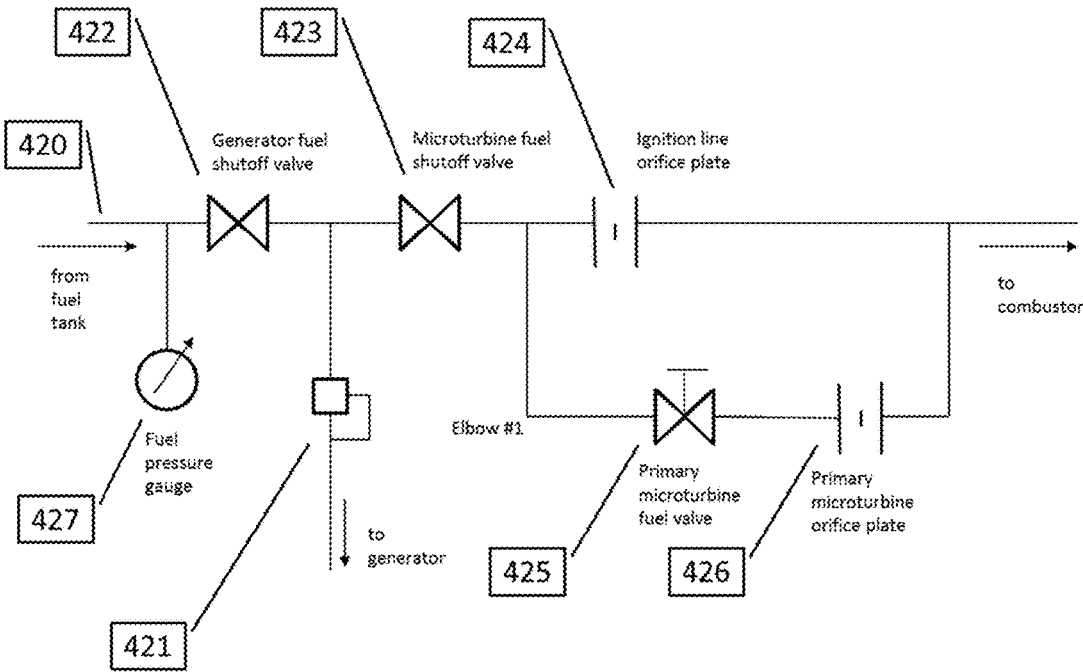 422
423
424
420
Generator fuel
shutoff valve
Microturbine fuel
shutoff valve
Ignition line
orifice plate
from
fuel
tank
to
combustor
Elbow #1
Fuel
pressure
gauge
Primary
microturbine
fuel valve
Primary
microturbine
orifice plate
427
to
generator
425
426
421